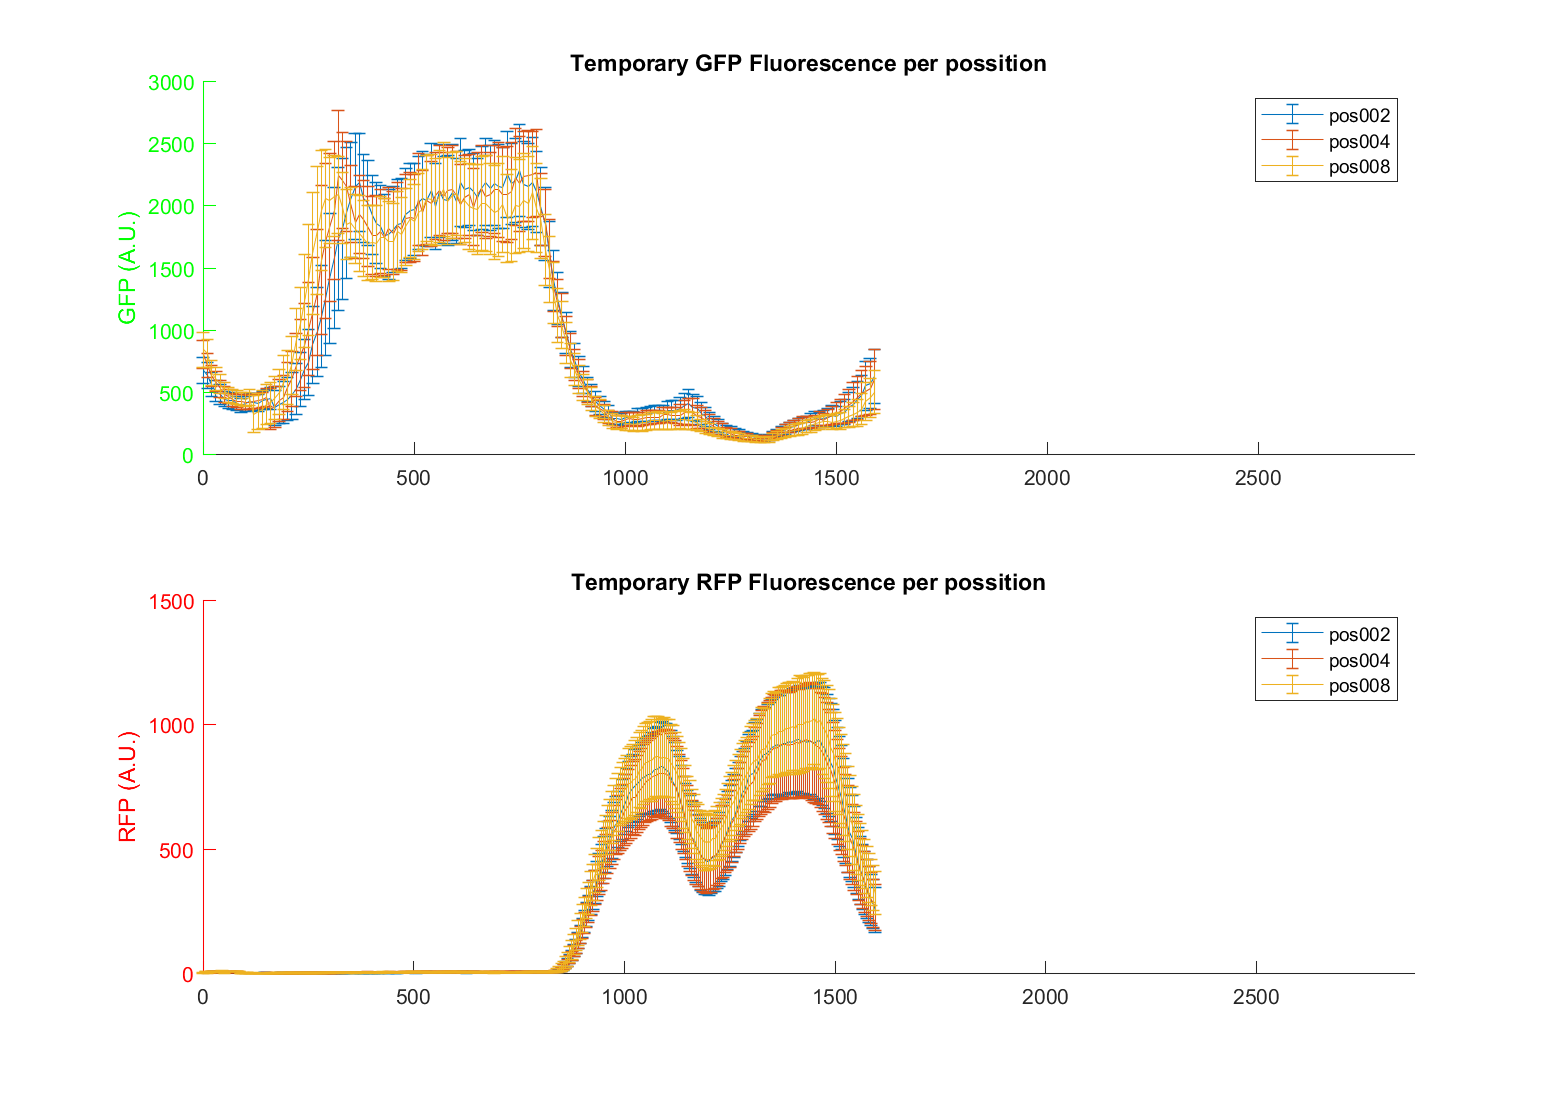 Temporary GFP Fluorescence per possition
3000
2500
2000
1500
1000
500
0
GFP (A.U.)
0 500 1000 1500 2000 2500
pos002
pos004
pos008
Temporary RFP Fluorescence per possition
1500
1000
500
0
RFP (A.U.)
0 500 1000 1500 2000 2500
pos002
pos004
pos008